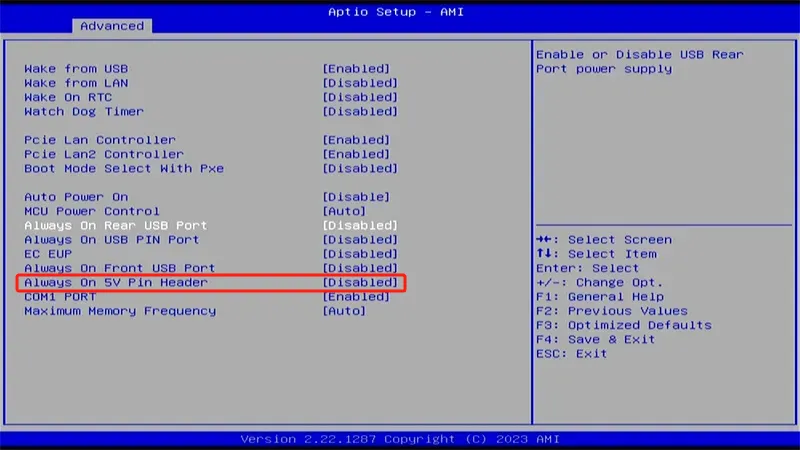 Aptio Setup - AMI
Advanced
Wake from USB [Enabled]
Wake from LAN [Disabled]
Wake On RTC [Disabled]
Watch Dog Timer [Disabled]
Pcie Lan Controller [Enabled]
Pcie Lan2 Controller [Enabled]
Boot Mode Select With Pxe [Disabled]
Auto Power On [Disable]
MCU Power Control [Auto]
Always On Rear USB Port [Disabled]
Always On USB PIN Port [Disabled]
EC EUP [Disabled]
Always On Front USB Port [Disabled]
Always On 5V Pin Header [Disabled]
COM1 PORT [Enabled]
Maximum Memory Frequency [Auto]
Enable or Disable USB Rear
Port power supply
→←: Select Screen
↑↓: Select Item
Enter: Select
+/-: Change Opt.
F1: General Help
F2: Previous Values
F3: Optimized Defaults
F4: Save & Exit
ESC: Exit
Version 2.22.1287 Copyright (C) 2023 AMI